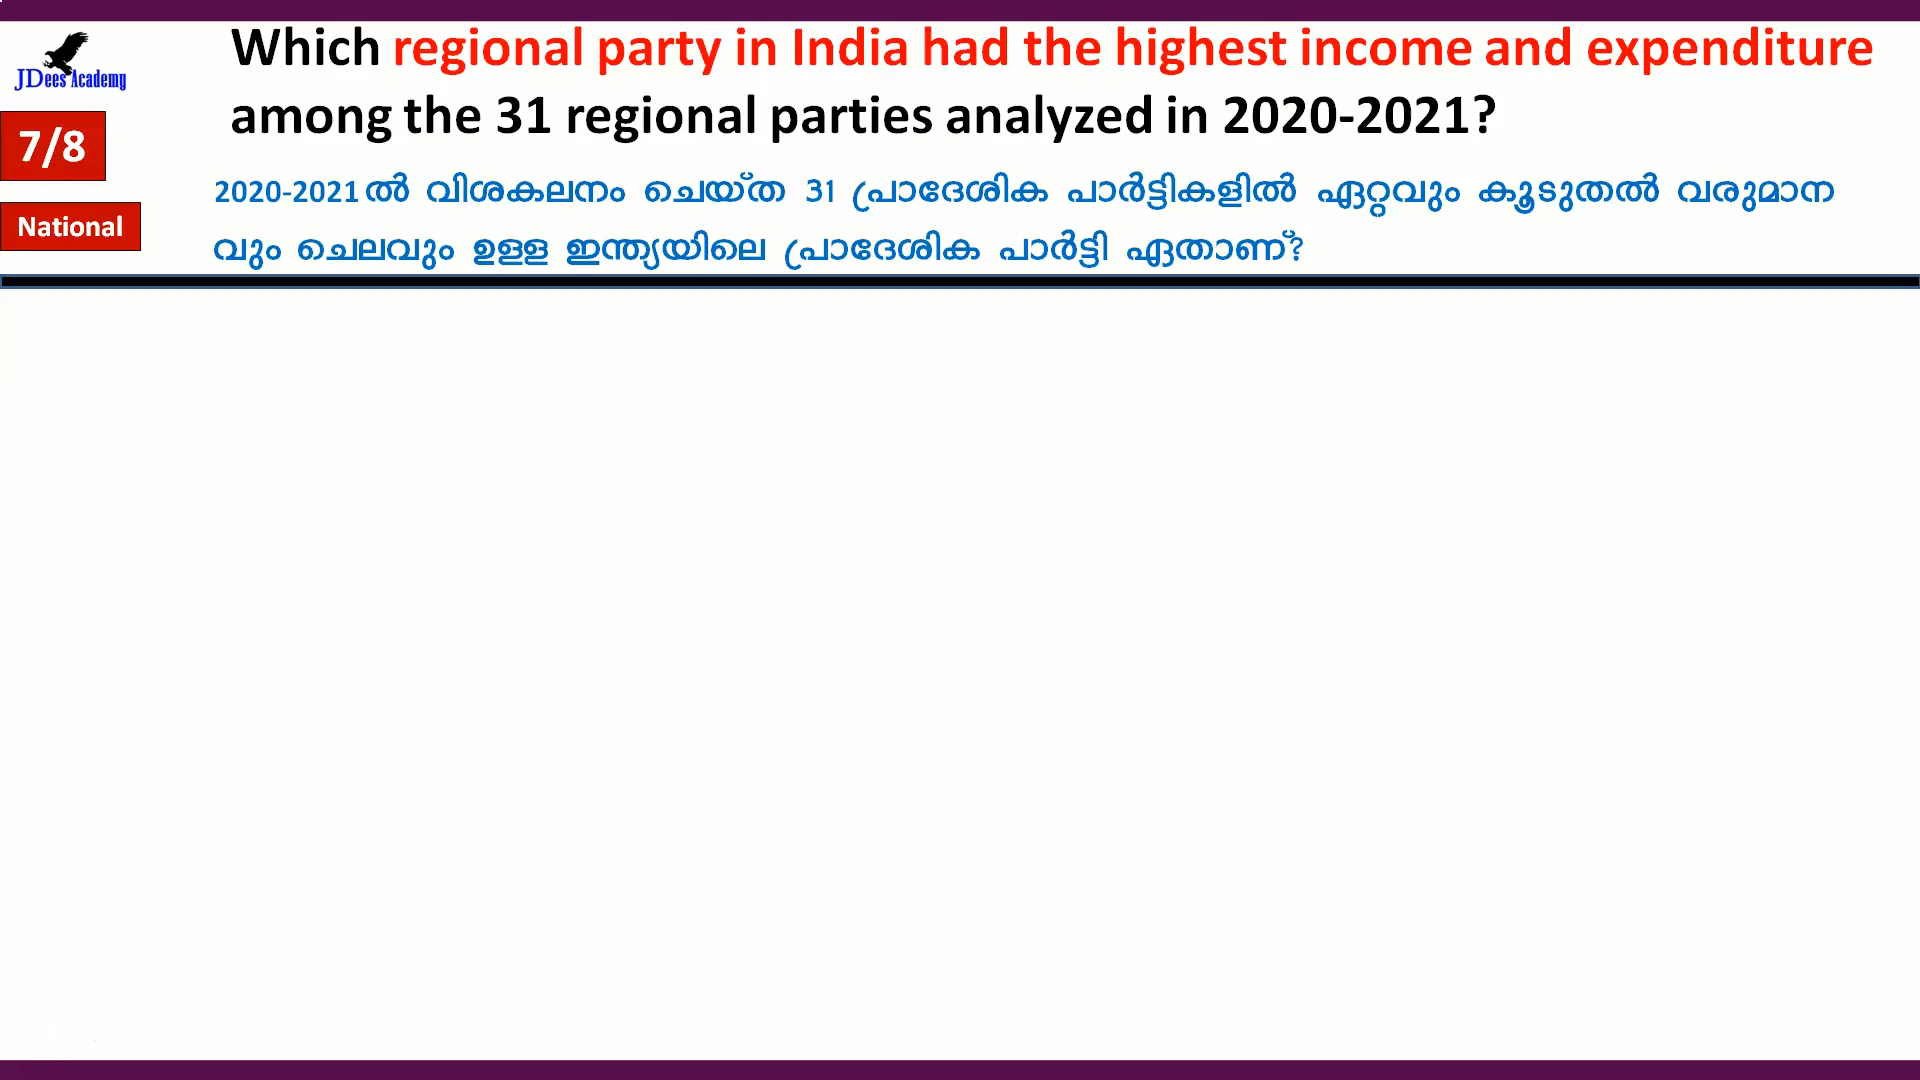 Which regional party in India had the highest income and expenditure
among the 31 regional parties analyzed in 2020-2021?
JDees Academy
7/8
2020-2021ൽ വിശകലനം ചെയ്ത 31 പ്രാദേശിക പാർട്ടികളിൽ ഏറ്റവും കൂടുതൽ വരുമാന
വും ചെലവും ഉള്ള ഇന്ത്യയിലെ പ്രാദേശിക പാർട്ടി ഏതാണ്?
National